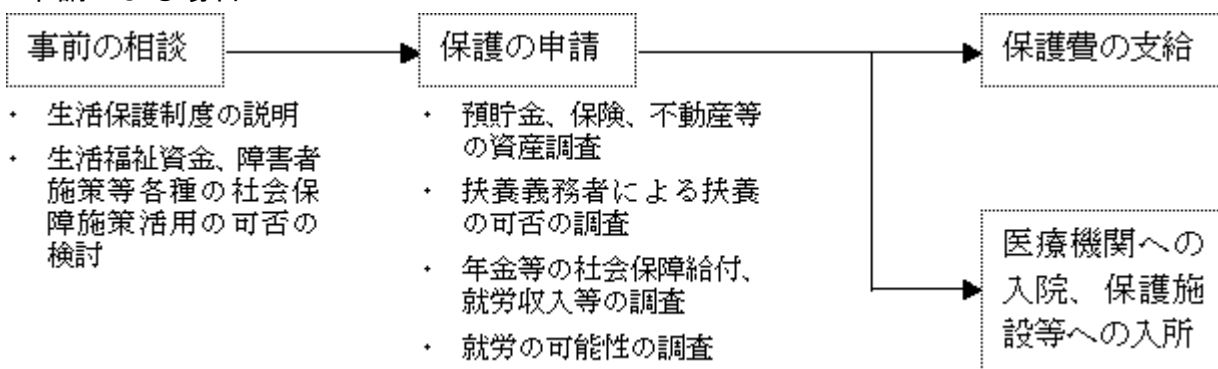 事前の相談
・ 生活保護制度の説明
・ 生活福祉資金、障害者
施策等各種の社会保
障施策活用の可否の
検討
保護の申請
・ 預貯金、保険、不動産等
の資産調査
・ 扶養義務者による扶養
の可否の調査
・ 年金等の社会保障給付、
就労収入等の調査
・ 就労の可能性の調査
保護費の支給
医療機関への
入院、保護施
設等への入所